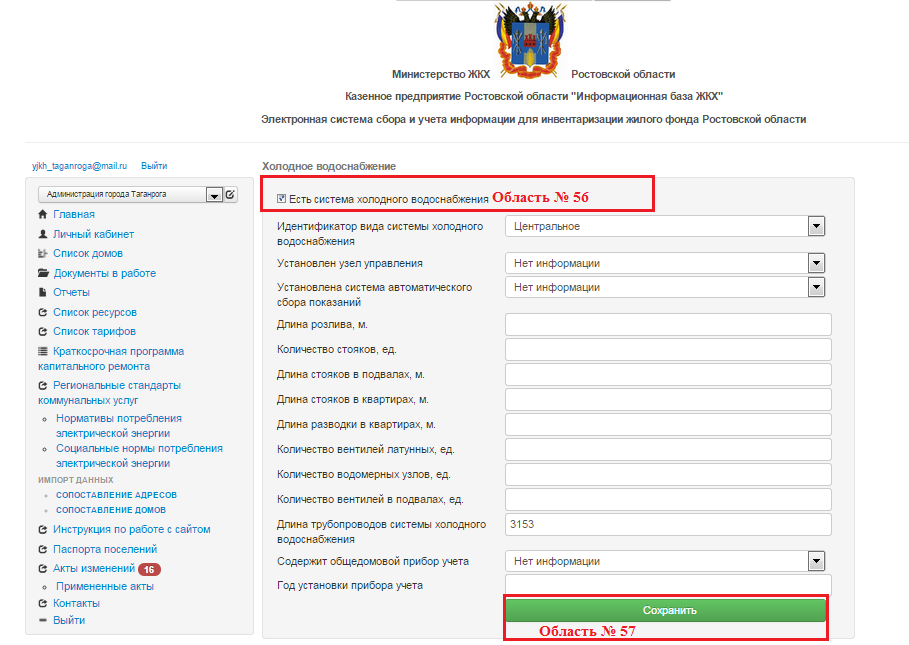 Министерство ЖКХ Ростовской области
Казенное предприятие Ростовской области "Информационная база ЖКХ"
Электронная система сбора и учета информации для инвентаризации жилого фонда Ростовской области
yjkh_taganroga@mail.ru Выйти
Администрация города Таганрога
Главная
Личный кабинет
Список домов
Документы в работе
Отчеты
Список ресурсов
Список тарифов
Краткосрочная программа
капитального ремонта
Региональные стандарты
коммунальных услуг
Нормативы потребления
электрической энергии
Социальные нормы потребления
электрической энергии
ИМПОРТ ДАННЫХ
СОПОСТАВЛЕНИЕ АДРЕСОВ
СОПОСТАВЛЕНИЕ ДОМОВ
Инструкция по работе с сайтом
Паспорта поселений
Акты изменений 16
Примененные акты
Контакты
Выйти
Холодное водоснабжение
Есть система холодного водоснабжения Область № 56
Идентификатор вида системы холодного
водоснабжения
Центральное
Установлен узел управления
Нет информации
Установлена система автоматического
сбора показаний
Нет информации
Длина розлива, м.
Количество стояков, ед.
Длина стояков в подвалах, м.
Длина стояков в квартирах, м.
Длина разводки в квартирах, м.
Количество вентилей латунных, ед.
Количество водомерных узлов, ед.
Количество вентилей в подвалах, ед.
Длина трубопроводов системы холодного
водоснабжения
3153
Содержит общедомовой прибор учета
Нет информации
Год установки прибора учета
Сохранить
Область № 57